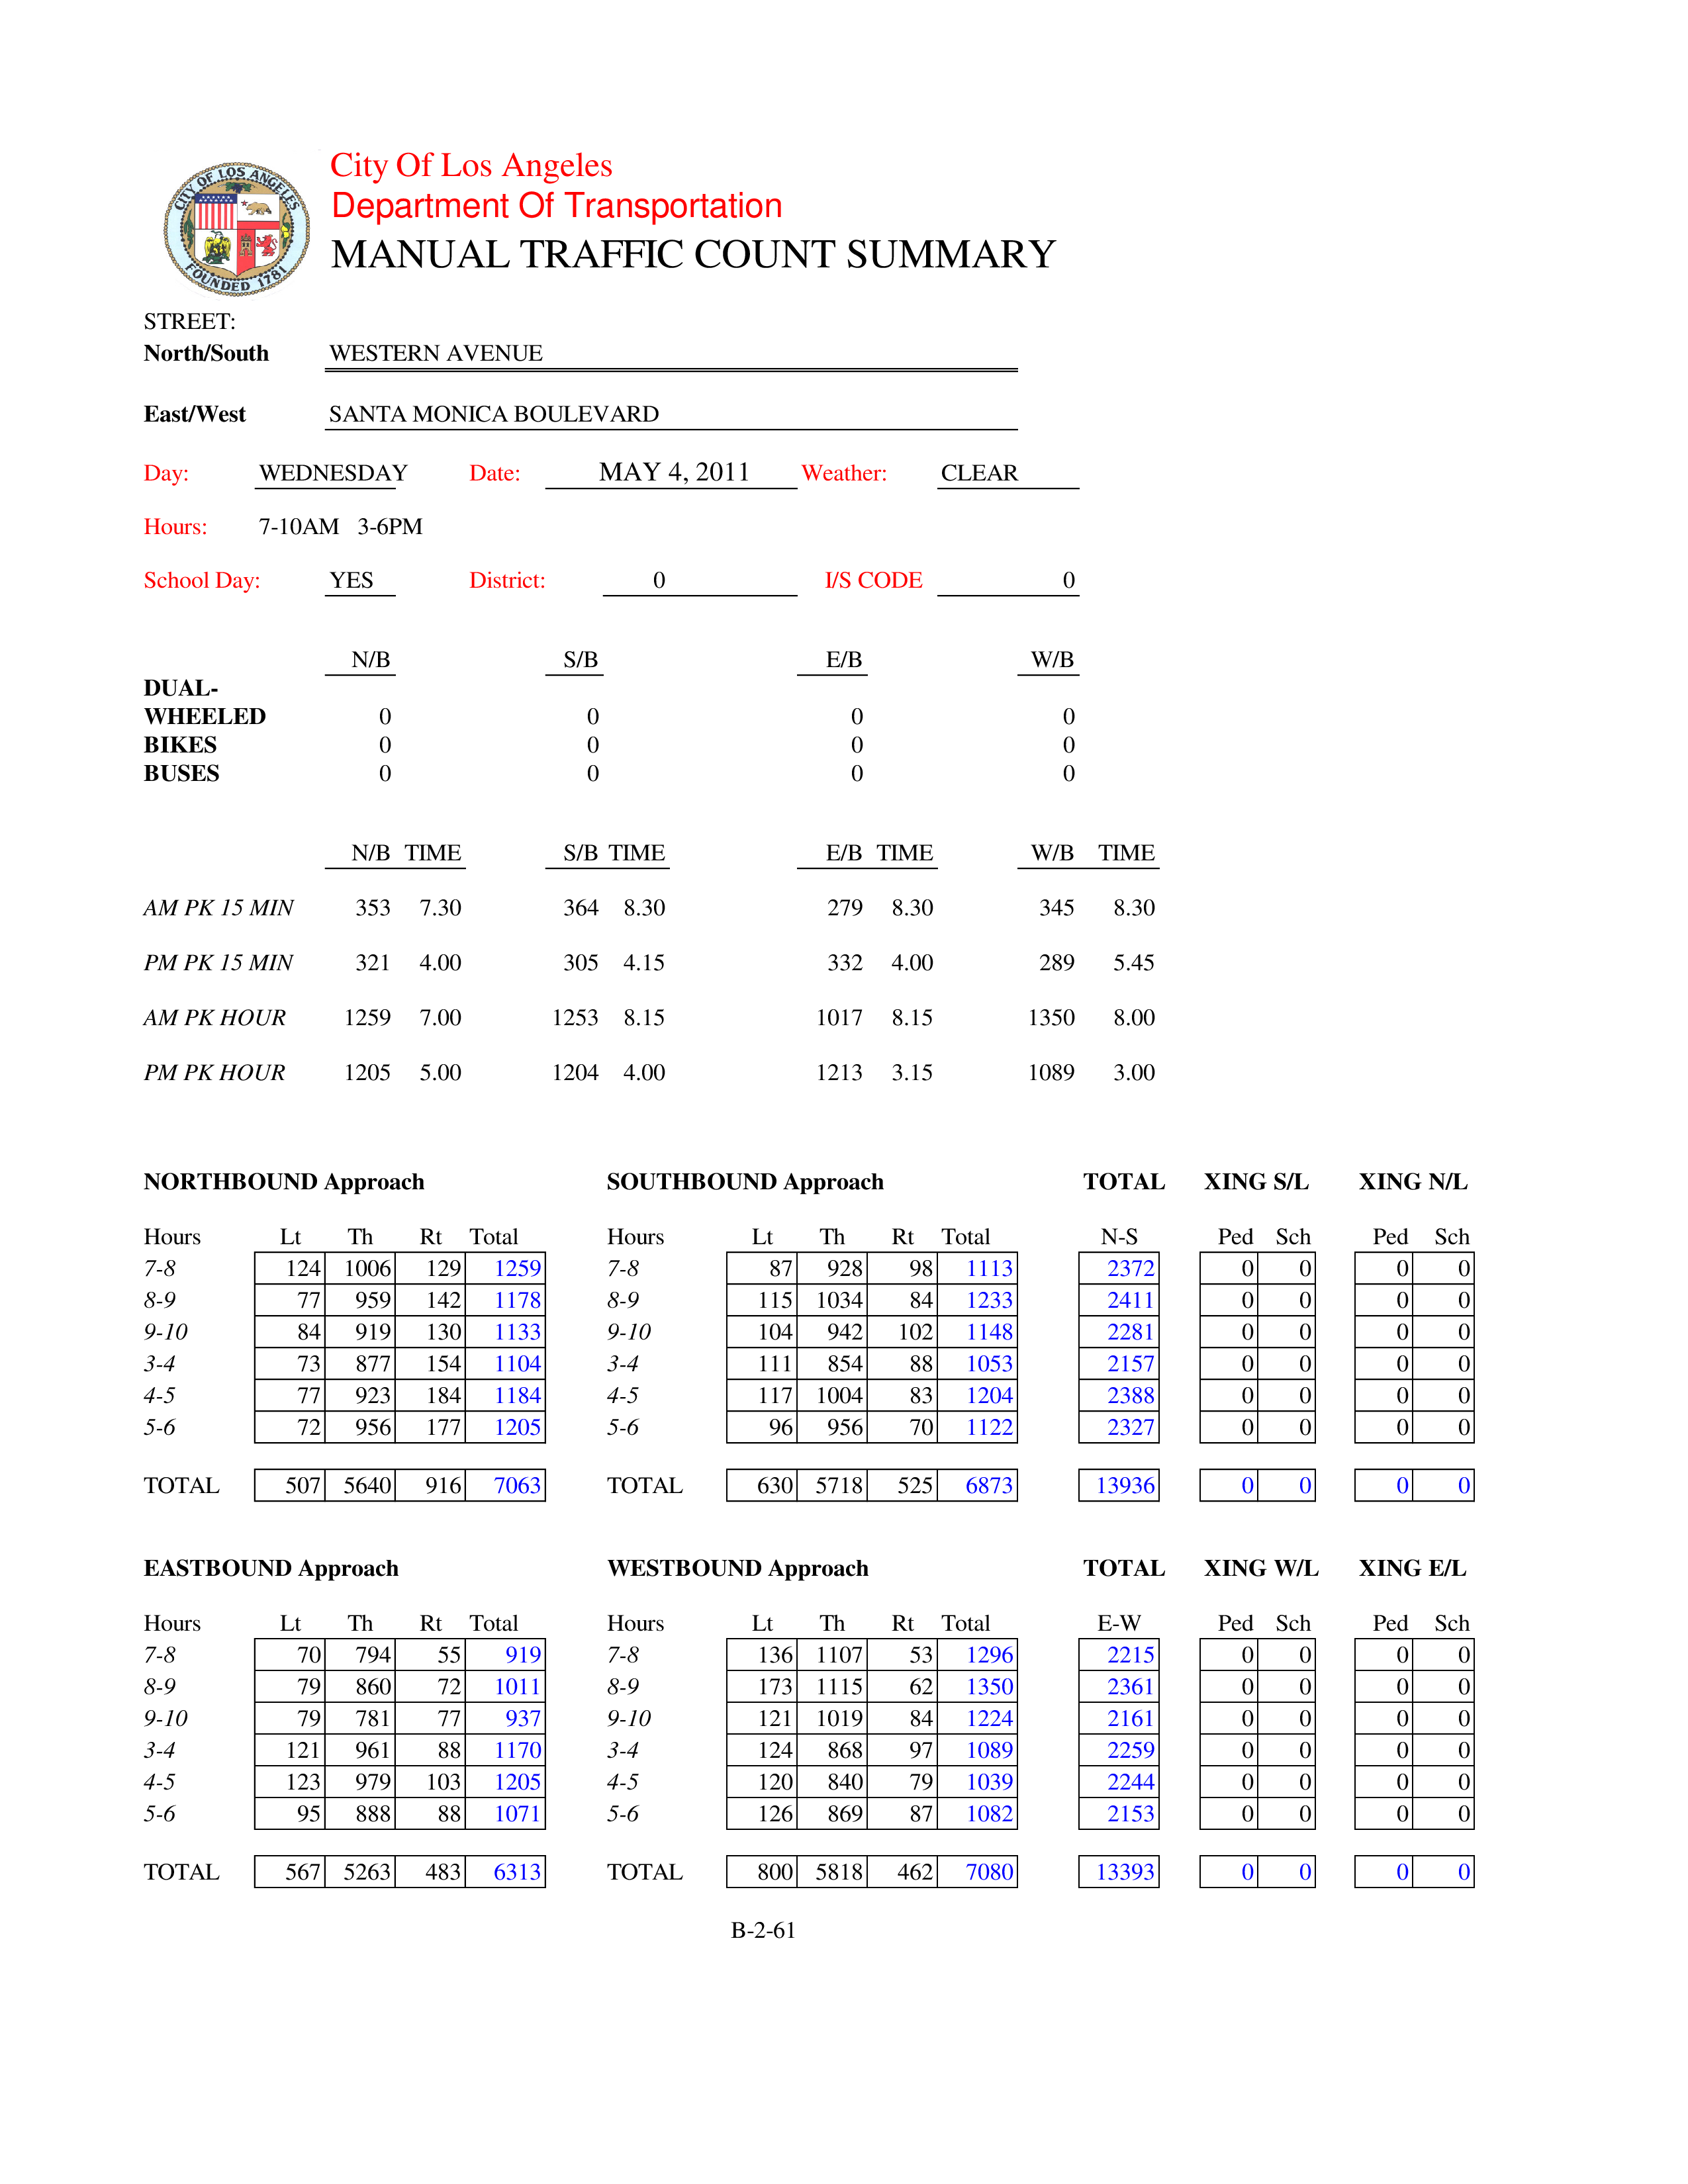 CITY OF LOS ANGELES
FOUNDED 1781
City Of Los Angeles
Department Of Transportation
MANUAL TRAFFIC COUNT SUMMARY
STREET:
North/South WESTERN AVENUE
East/West SANTA MONICA BOULEVARD
Day: WEDNESDAY Date: MAY 4, 2011 Weather: CLEAR
Hours: 7-10AM 3-6PM
School Day: YES District: 0 I/S CODE 0
N/B S/B E/B W/B
DUAL-
WHEELED 0 0 0 0
BIKES 0 0 0 0
BUSES 0 0 0 0
N/B TIME S/B TIME E/B TIME W/B TIME
AM PK 15 MIN 353 7.30 364 8.30 279 8.30 345 8.30
PM PK 15 MIN 321 4.00 305 4.15 332 4.00 289 5.45
AM PK HOUR 1259 7.00 1253 8.15 1017 8.15 1350 8.00
PM PK HOUR 1205 5.00 1204 4.00 1213 3.15 1089 3.00
NORTHBOUND Approach SOUTHBOUND Approach TOTAL XING S/L XING N/L
Hours Lt Th Rt Total Hours Lt Th Rt Total N-S Ped Sch Ped Sch
7-8 124 1006 129 1259 7-8 87 928 98 1113 2372 0 0 0 0
8-9 77 959 142 1178 8-9 115 1034 84 1233 2411 0 0 0 0
9-10 84 919 130 1133 9-10 104 942 102 1148 2281 0 0 0 0
3-4 73 877 154 1104 3-4 111 854 88 1053 2157 0 0 0 0
4-5 77 923 184 1184 4-5 117 1004 83 1204 2388 0 0 0 0
5-6 72 956 177 1205 5-6 96 956 70 1122 2327 0 0 0 0
TOTAL 507 5640 916 7063 TOTAL 630 5718 525 6873 13936 0 0 0 0
EASTBOUND Approach WESTBOUND Approach TOTAL XING W/L XING E/L
Hours Lt Th Rt Total Hours Lt Th Rt Total E-W Ped Sch Ped Sch
7-8 70 794 55 919 7-8 136 1107 53 1296 2215 0 0 0 0
8-9 79 860 72 1011 8-9 173 1115 62 1350 2361 0 0 0 0
9-10 79 781 77 937 9-10 121 1019 84 1224 2161 0 0 0 0
3-4 121 961 88 1170 3-4 124 868 97 1089 2259 0 0 0 0
4-5 123 979 103 1205 4-5 120 840 79 1039 2244 0 0 0 0
5-6 95 888 88 1071 5-6 126 869 87 1082 2153 0 0 0 0
TOTAL 567 5263 483 6313 TOTAL 800 5818 462 7080 13393 0 0 0 0
B-2-61